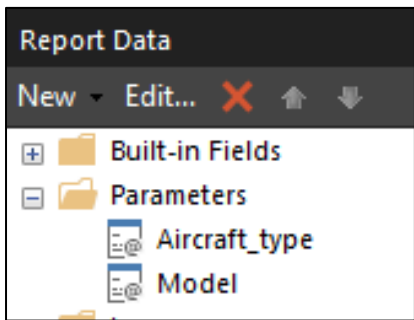 Report Data
New Edit...
Built-in Fields
Parameters
Aircraft_type
Model